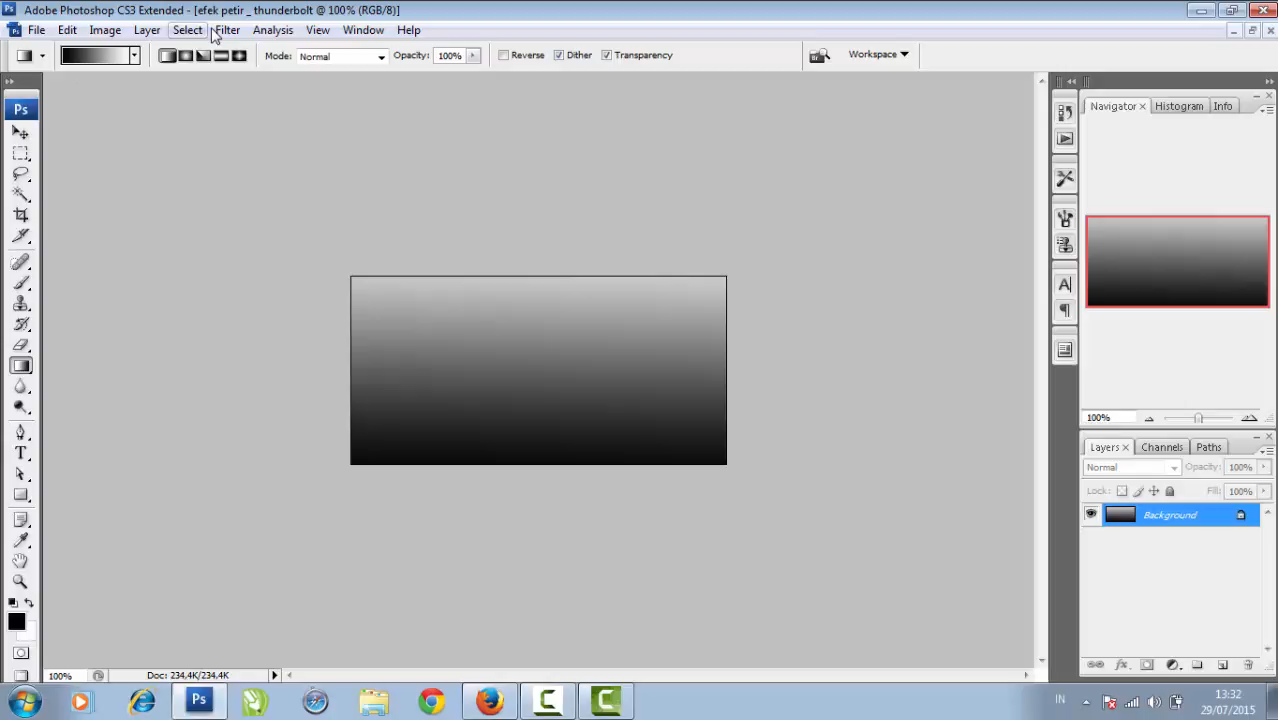 Adobe Photoshop CS3 Extended - [efek petir _ thunderbolt @ 100% (RGB/8)]
File Edit Image Layer Select Filter Analysis View Window Help
Mode: Normal Opacity: 100% Reverse Dither Transparency Workspace
Ps
Navigator Histogram Info
100%
Layers Channels Paths
Normal Opacity: 100%
Lock: Fill: 100%
Background
100% Doc: 234,4K/234,4K
IN
13:32
29/07/2015